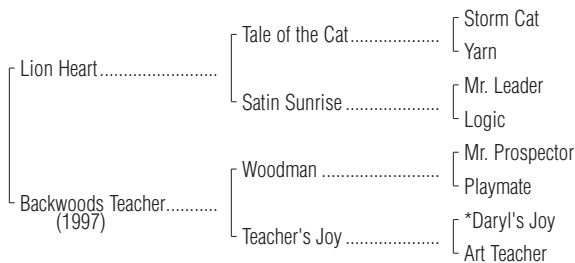 Storm Cat
Tale of the Cat....................
Yarn
Lion Heart..........................
Mr. Leader
Satin Sunrise .....................
Logic
Mr. Prospector
Woodman ..........................
Playmate
Backwoods Teacher...........
(1997)
*Daryl's Joy
Teacher's Joy .....................
Art Teacher